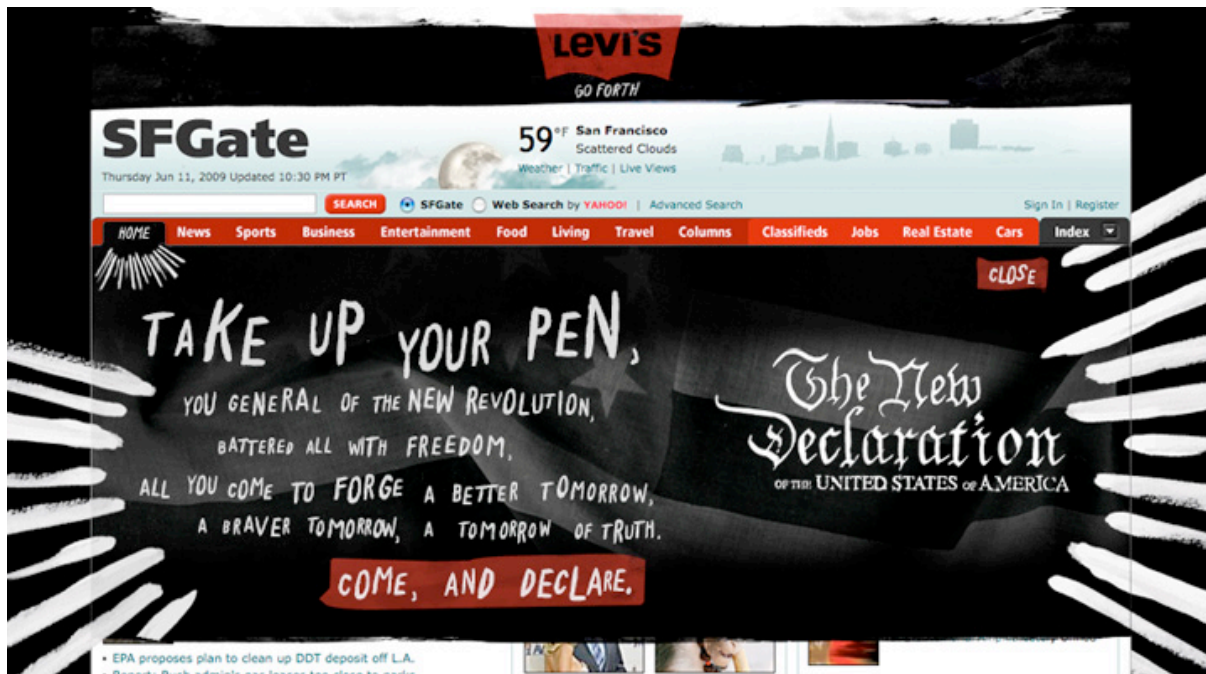 LEVI'S
GO FORTH
SFGate
Thursday Jun 11, 2009 Updated 10:30 PM PT
59°F San Francisco
Scattered Clouds
Weather | Traffic | Live Views
SEARCH SFGate Web Search by YAHOO! | Advanced Search
Sign In | Register
HOME News Sports Business Entertainment Food Living Travel Columns Classifieds Jobs Real Estate Cars Index
CLOSE
TAKE UP YOUR PEN,
YOU GENERAL OF THE NEW REVOLUTION,
BATTERED ALL WITH FREEDOM,
ALL YOU COME TO FORGE A BETTER TOMORROW,
A BRAVER TOMORROW, A TOMORROW OF TRUTH.
COME, AND DECLARE.
The New
Declaration
OF THE UNITED STATES OF AMERICA
• EPA proposes plan to clean up DDT deposit off L.A.